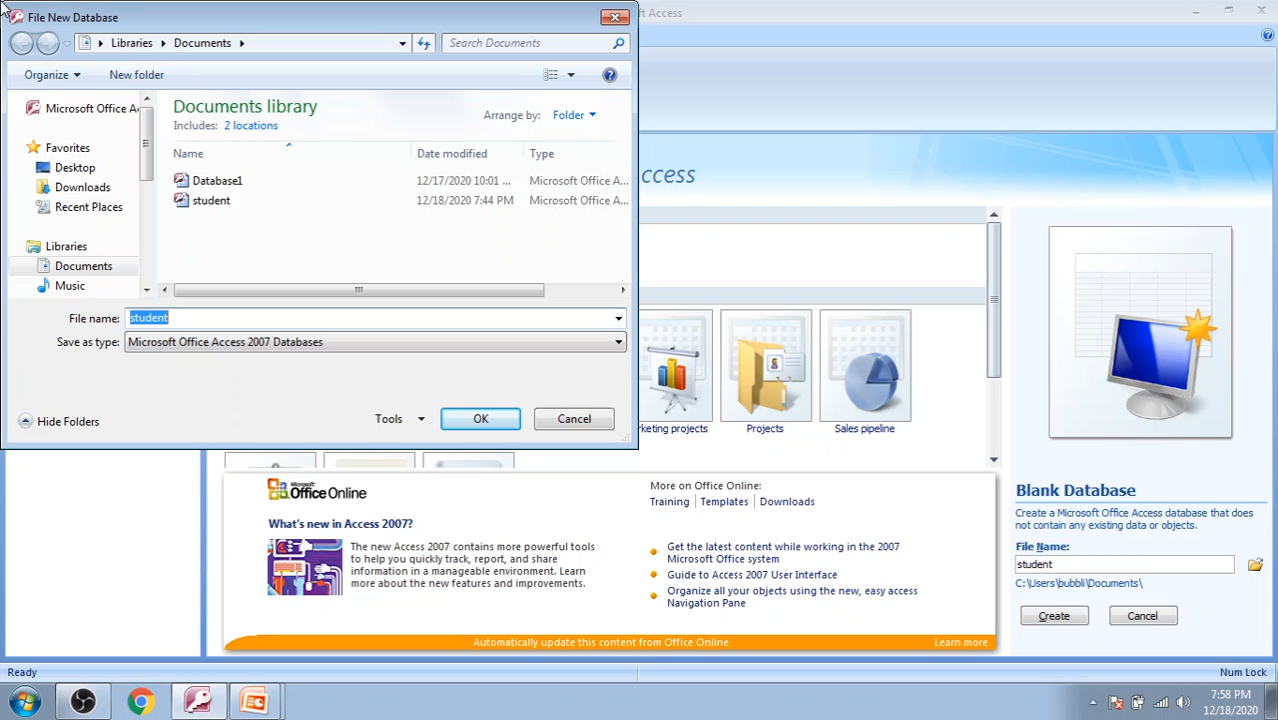 File New Database
soft Access
Libraries
Documents
Search Documents
Organize
New folder
Microsoft Office A
Favorites
Desktop
Downloads
Recent Places
Libraries
Documents
Music
Documents library
Includes: 2 locations
Arrange by: Folder
Name
Date modified
Type
Database1
12/17/2020 10:01 ...
Microsoft Office A...
student
12/18/2020 7:44 PM
Microsoft Office A...
File name: student
Save as type: Microsoft Office Access 2007 Databases
Hide Folders
Tools
OK
Cancel
ccess
keting projects
Projects
Sales pipeline
Microsoft
Office Online
What's new in Access 2007?
The new Access 2007 contains more powerful tools
to help you quickly track, report, and share
information in a manageable environment. Learn
more about the new features and improvements.
More on Office Online:
Training
Templates
Downloads
Get the latest content while working in the 2007
Microsoft Office system
Guide to Access 2007 User Interface
Organize all your objects using the new, easy access
Navigation Pane
Automatically update this content from Office Online
Learn more
Blank Database
Create a Microsoft Office Access database that does
not contain any existing data or objects.
File Name:
student
C:\Users\bubbli\Documents\
Create
Cancel
Ready
Num Lock
7:58 PM
12/18/2020